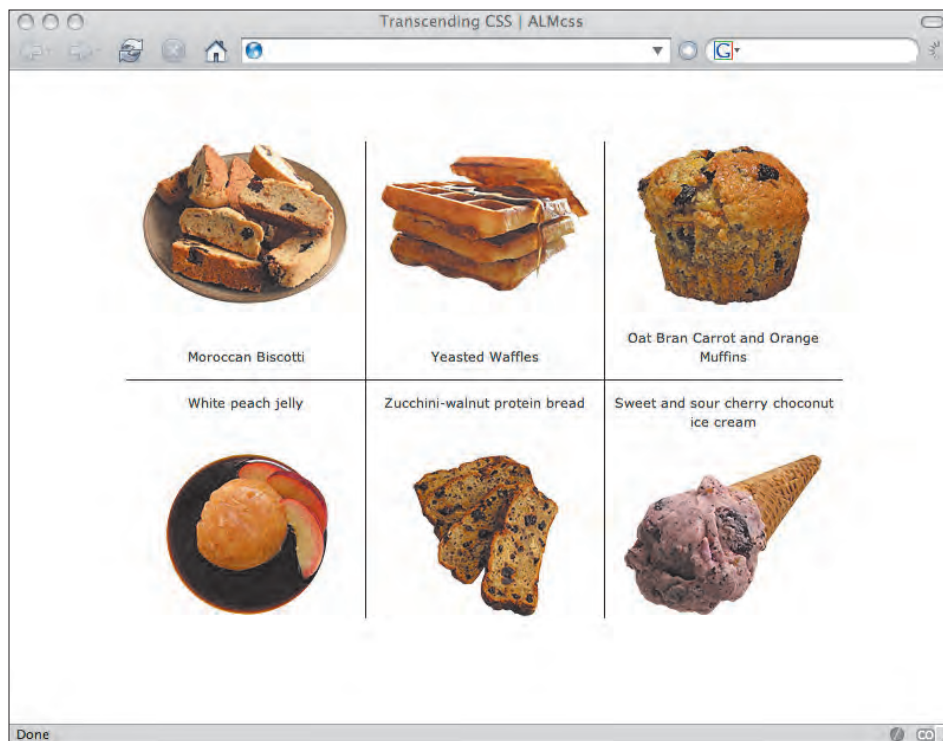 Transcending CSS | ALMcss
G
Moroccan Biscotti
Yeasted Waffles
Oat Bran Carrot and Orange
Muffins
White peach jelly
Zucchini-walnut protein bread
Sweet and sour cherry choconut
ice cream
Done
CO